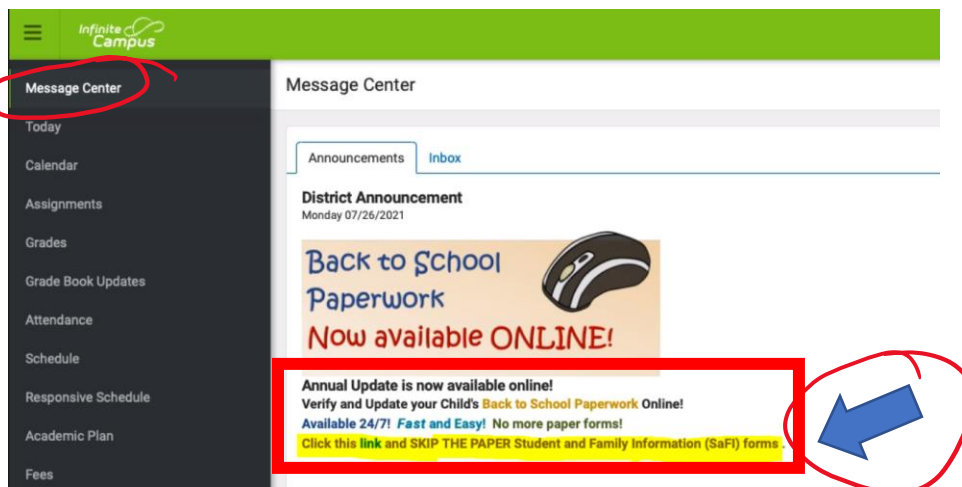 Infinite
Campus
Message Center
Today
Calendar
Assignments
Grades
Grade Book Updates
Attendance
Schedule
Responsive Schedule
Academic Plan
Fees
Message Center
Announcements Inbox
District Announcement
Monday 07/26/2021
Back to School
Paperwork
Now available ONLINE!
Annual Update is now available online!
Verify and Update your Child's Back to School Paperwork Online!
Available 24/7! Fast and Easy! No more paper forms!
Click this link and SKIP THE PAPER Student and Family Information (SaFI) forms .